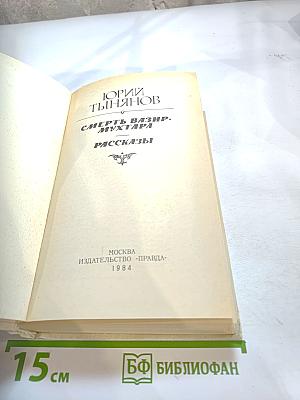 ЮРИЙ
ТЫНЯНОВ
СМЕРТЬ ВАЗИР-
МУХТАРА
РАССКАЗЫ
МОСКВА
ИЗДАТЕЛЬСТВО «ПРАВДА»
1984
15 СМ
БФ БИБЛИОФАН